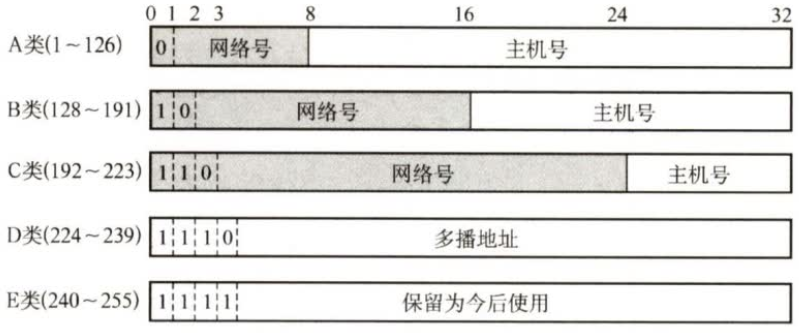 0 1 2 3 8 16 24 32
A类(1～126) 0 网络号 主机号
B类(128～191) 1 0 网络号 主机号
C类(192～223) 1 1 0 网络号 主机号
D类(224～239) 1 1 1 0 多播地址
E类(240～255) 1 1 1 1 保留为今后使用